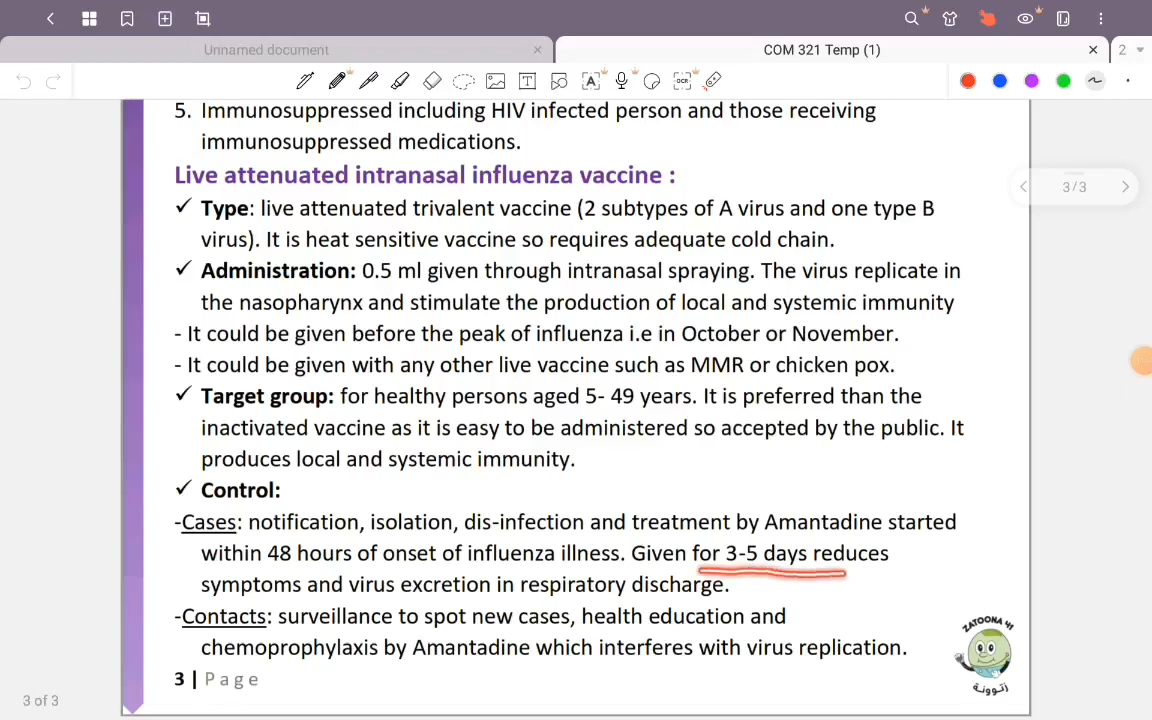 Unnamed document
COM 321 Temp (1)
2
OCR
5. Immunosuppressed including HIV infected person and those receiving
immunosuppressed medications.
Live attenuated intranasal influenza vaccine :
3/3
✓ Type: live attenuated trivalent vaccine (2 subtypes of A virus and one type B
virus). It is heat sensitive vaccine so requires adequate cold chain.
✓ Administration: 0.5 ml given through intranasal spraying. The virus replicate in
the nasopharynx and stimulate the production of local and systemic immunity
- It could be given before the peak of influenza i.e in October or November.
- It could be given with any other live vaccine such as MMR or chicken pox.
✓ Target group: for healthy persons aged 5- 49 years. It is preferred than the
inactivated vaccine as it is easy to be administered so accepted by the public. It
produces local and systemic immunity.
✓ Control:
-Cases: notification, isolation, dis-infection and treatment by Amantadine started
within 48 hours of onset of influenza illness. Given for 3-5 days reduces
symptoms and virus excretion in respiratory discharge.
-Contacts: surveillance to spot new cases, health education and
chemoprophylaxis by Amantadine which interferes with virus replication.
ZATOONA 41
زتوونة
3 | Page
3 of 3